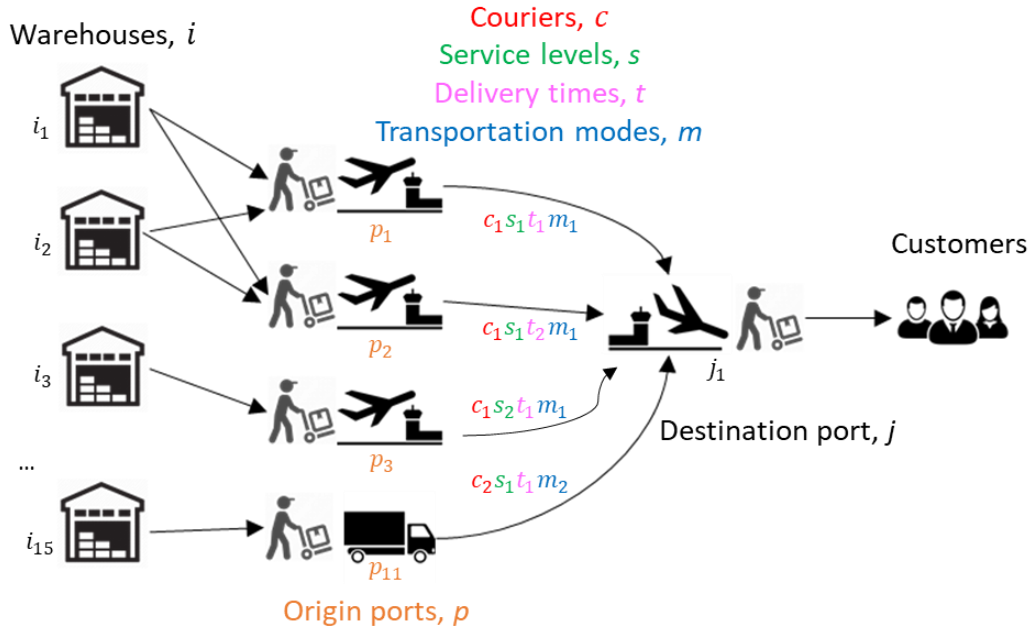 Couriers, c
Service levels, s
Delivery times, t
Transportation modes, m
Warehouses, i
i₁
p₁
c₁s₁t₁m₁
i₂
Customers
p₂
c₁s₁t₂m₁
j₁
i₃
p₃
c₁s₂t₁m₁
Destination port, j
...
c₂s₁t₁m₂
i₁₅
p₁₁
Origin ports, p